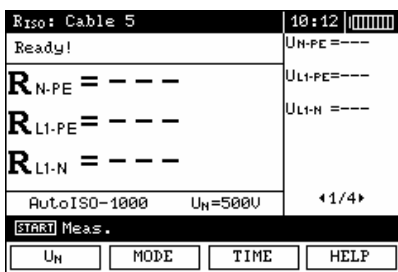 RISO: Cable 5 10:12
Ready!
UN-PE=---
RN-PE=---
UL1-PE=---
RL1-PE=---
UL1-N =---
RL1-N =---
AutoISO-1000 UN=500V
1/4
START Meas.
UN MODE TIME HELP